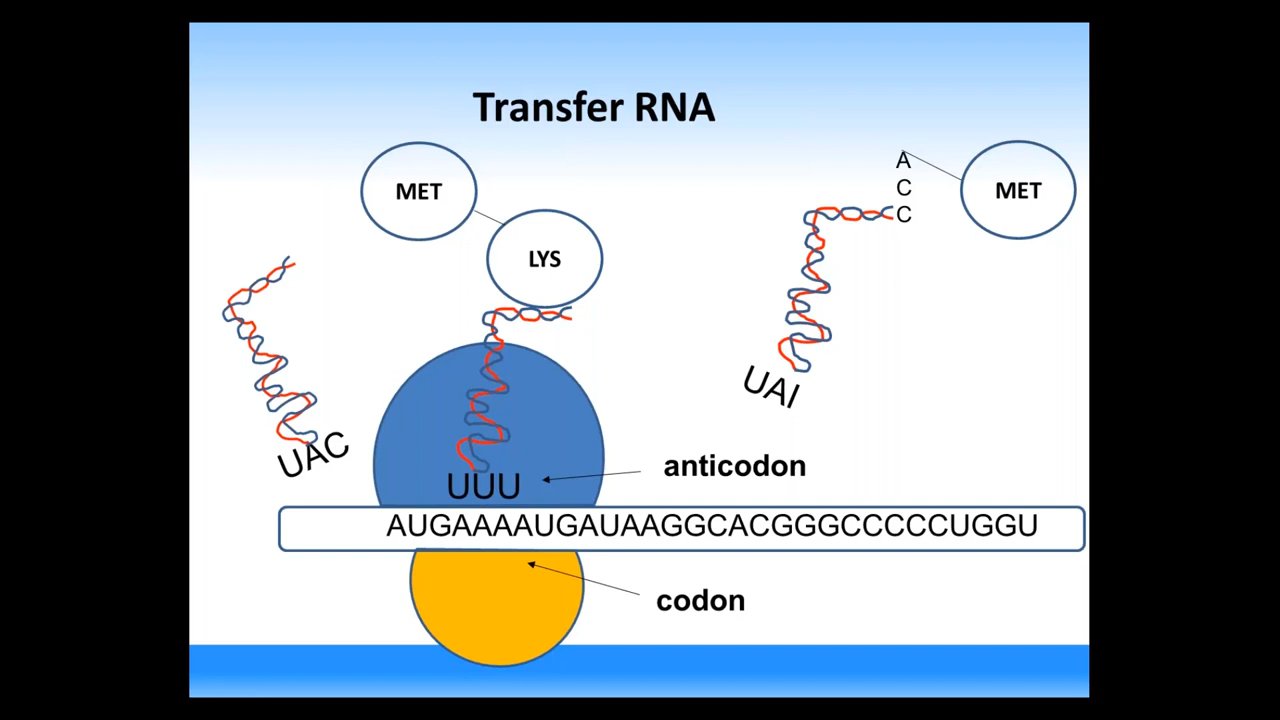 Transfer RNA
MET
LYS
A
C
C
MET
UAC
UAI
anticodon
UUU
AUGAAAAUGAUAAGGCACGGGCCCCCUGGU
codon